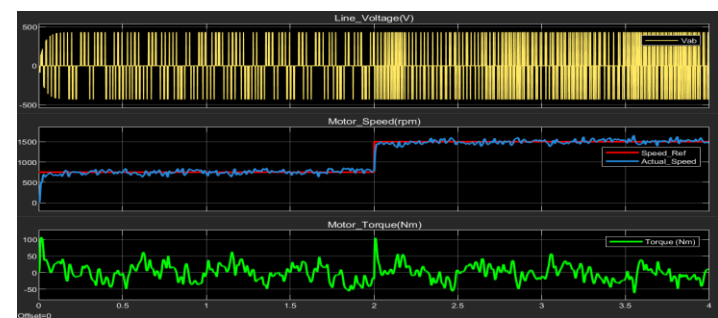 Line_Voltage(V)
500
0
-500
Vab
Motor_Speed(rpm)
1500
1000
500
0
Speed_Ref
Actual_Speed
Motor_Torque(Nm)
100
50
0
-50
Torque (Nm)
0 0.5 1 1.5 2 2.5 3 3.5 4
Offset=0